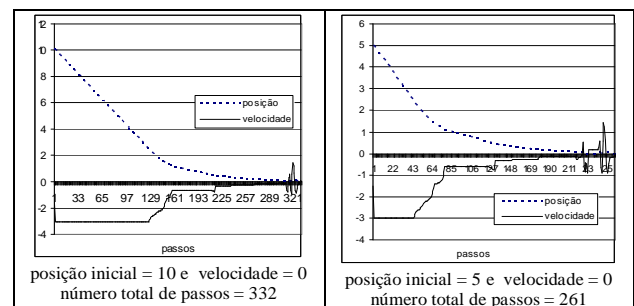 12
10
8
6
4
2
0
-2
-4
1 33 65 97 129 161 193 225 257 289 321
posição
velocidade
passos
posição inicial = 10 e velocidade = 0
número total de passos = 332
6
5
4
3
2
1
0
-1
-2
-3
-4
1 22 43 64 85 106 127 148 169 190 211
posição
velocidade
passos
posição inicial = 5 e velocidade = 0
número total de passos = 261